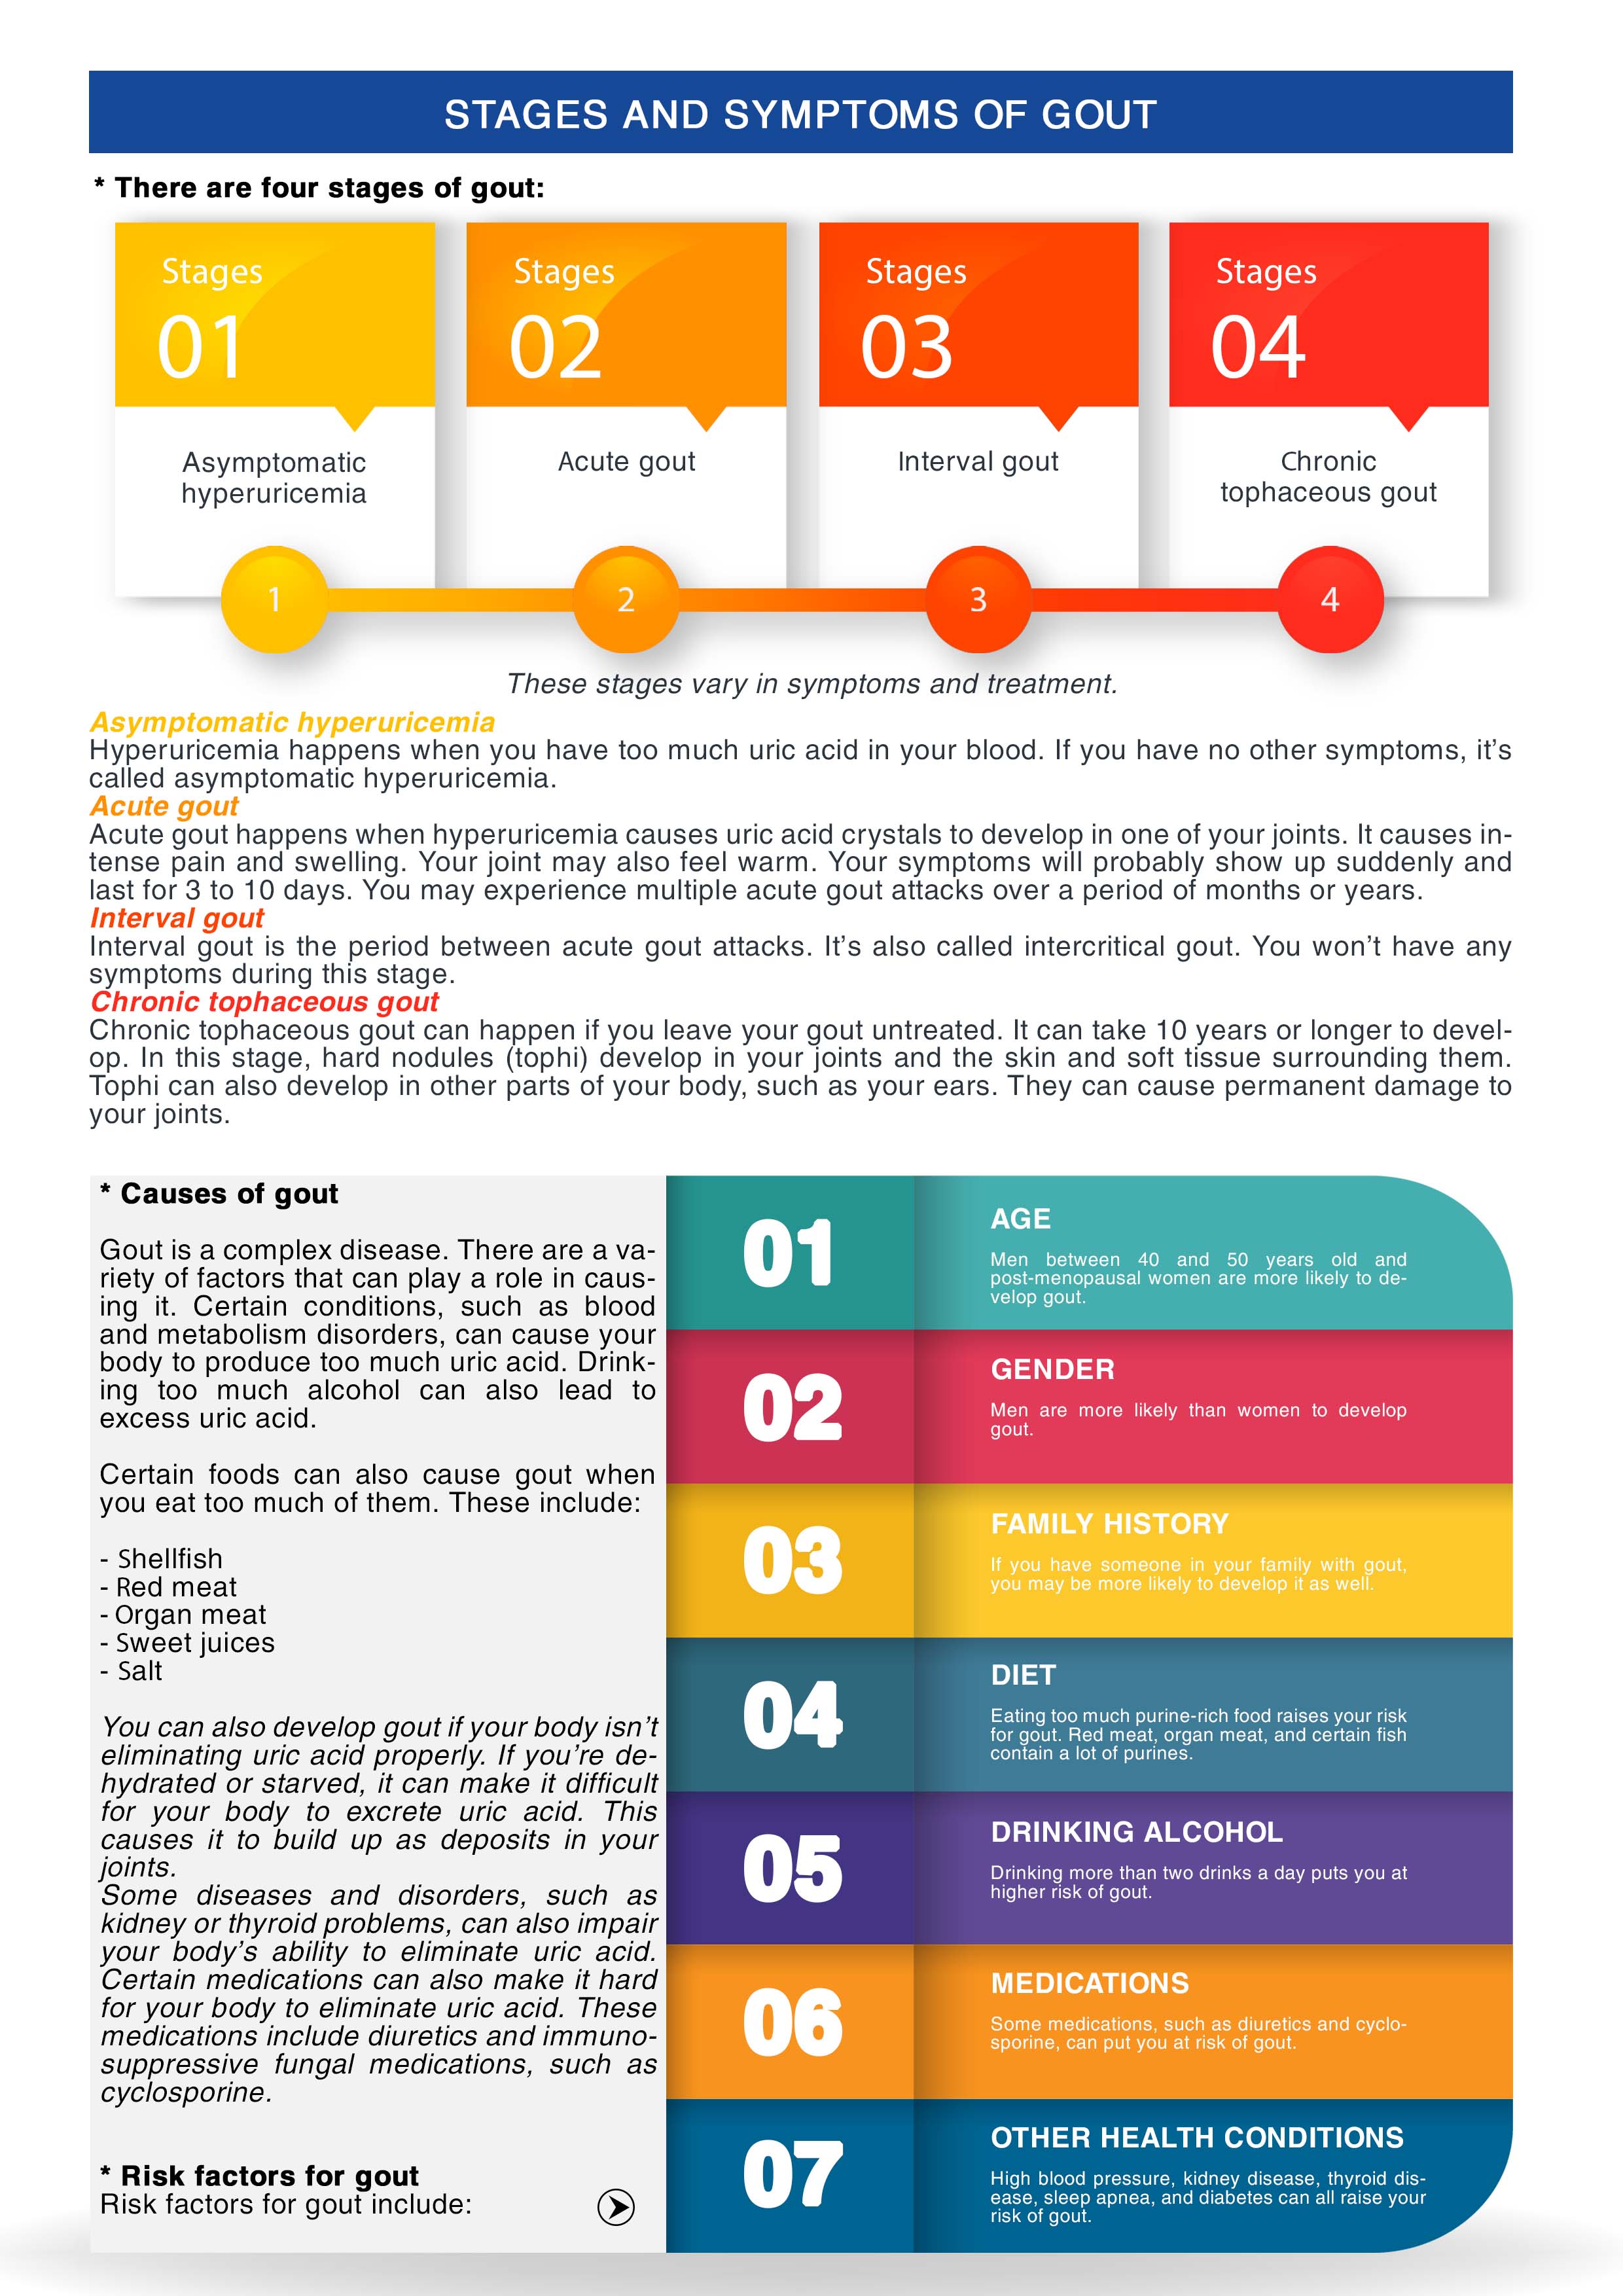 STAGES AND SYMPTOMS OF GOUT
* There are four stages of gout:
Stages
01
Asymptomatic
hyperuricemia
1
Stages
02
Acute gout
2
Stages
03
Interval gout
3
Stages
04
Chronic
tophaceous gout
4
These stages vary in symptoms and treatment.
Asymptomatic hyperuricemia
Hyperuricemia happens when you have too much uric acid in your blood. If you have no other symptoms, it's
called asymptomatic hyperuricemia.
Acute gout
Acute gout happens when hyperuricemia causes uric acid crystals to develop in one of your joints. It causes in-
tense pain and swelling. Your joint may also feel warm. Your symptoms will probably show up suddenly and
last for 3 to 10 days. You may experience multiple acute gout attacks over a period of months or years.
Interval gout
Interval gout is the period between acute gout attacks. It's also called intercritical gout. You won't have any
symptoms during this stage.
Chronic tophaceous gout
Chronic tophaceous gout can happen if you leave your gout untreated. It can take 10 years or longer to devel-
op. In this stage, hard nodules (tophi) develop in your joints and the skin and soft tissue surrounding them.
Tophi can also develop in other parts of your body, such as your ears. They can cause permanent damage to
your joints.
* Causes of gout
Gout is a complex disease. There are a va-
riety of factors that can play a role in caus-
ing it. Certain conditions, such as blood
and metabolism disorders, can cause your
body to produce too much uric acid. Drink-
ing too much alcohol can also lead to
excess uric acid.
Certain foods can also cause gout when
you eat too much of them. These include:
- Shellfish
- Red meat
- Organ meat
- Sweet juices
- Salt
You can also develop gout if your body isn't
eliminating uric acid properly. If you're de-
hydrated or starved, it can make it difficult
for your body to excrete uric acid. This
causes it to build up as deposits in your
joints.
Some diseases and disorders, such as
kidney or thyroid problems, can also impair
your body's ability to eliminate uric acid.
Certain medications can also make it hard
for your body to eliminate uric acid. These
medications include diuretics and immuno-
suppressive fungal medications, such as
cyclosporine.
* Risk factors for gout
Risk factors for gout include:
01
AGE
Men between 40 and 50 years old and
post-menopausal women are more likely to de-
velop gout.
02
GENDER
Men are more likely than women to develop
gout.
03
FAMILY HISTORY
If you have someone in your family with gout,
you may be more likely to develop it as well.
04
DIET
Eating too much purine-rich food raises your risk
for gout. Red meat, organ meat, and certain fish
contain a lot of purines.
05
DRINKING ALCOHOL
Drinking more than two drinks a day puts you at
higher risk of gout.
06
MEDICATIONS
Some medications, such as diuretics and cyclo-
sporine, can put you at risk of gout.
07
OTHER HEALTH CONDITIONS
High blood pressure, kidney disease, thyroid dis-
ease, sleep apnea, and diabetes can all raise your
risk of gout.